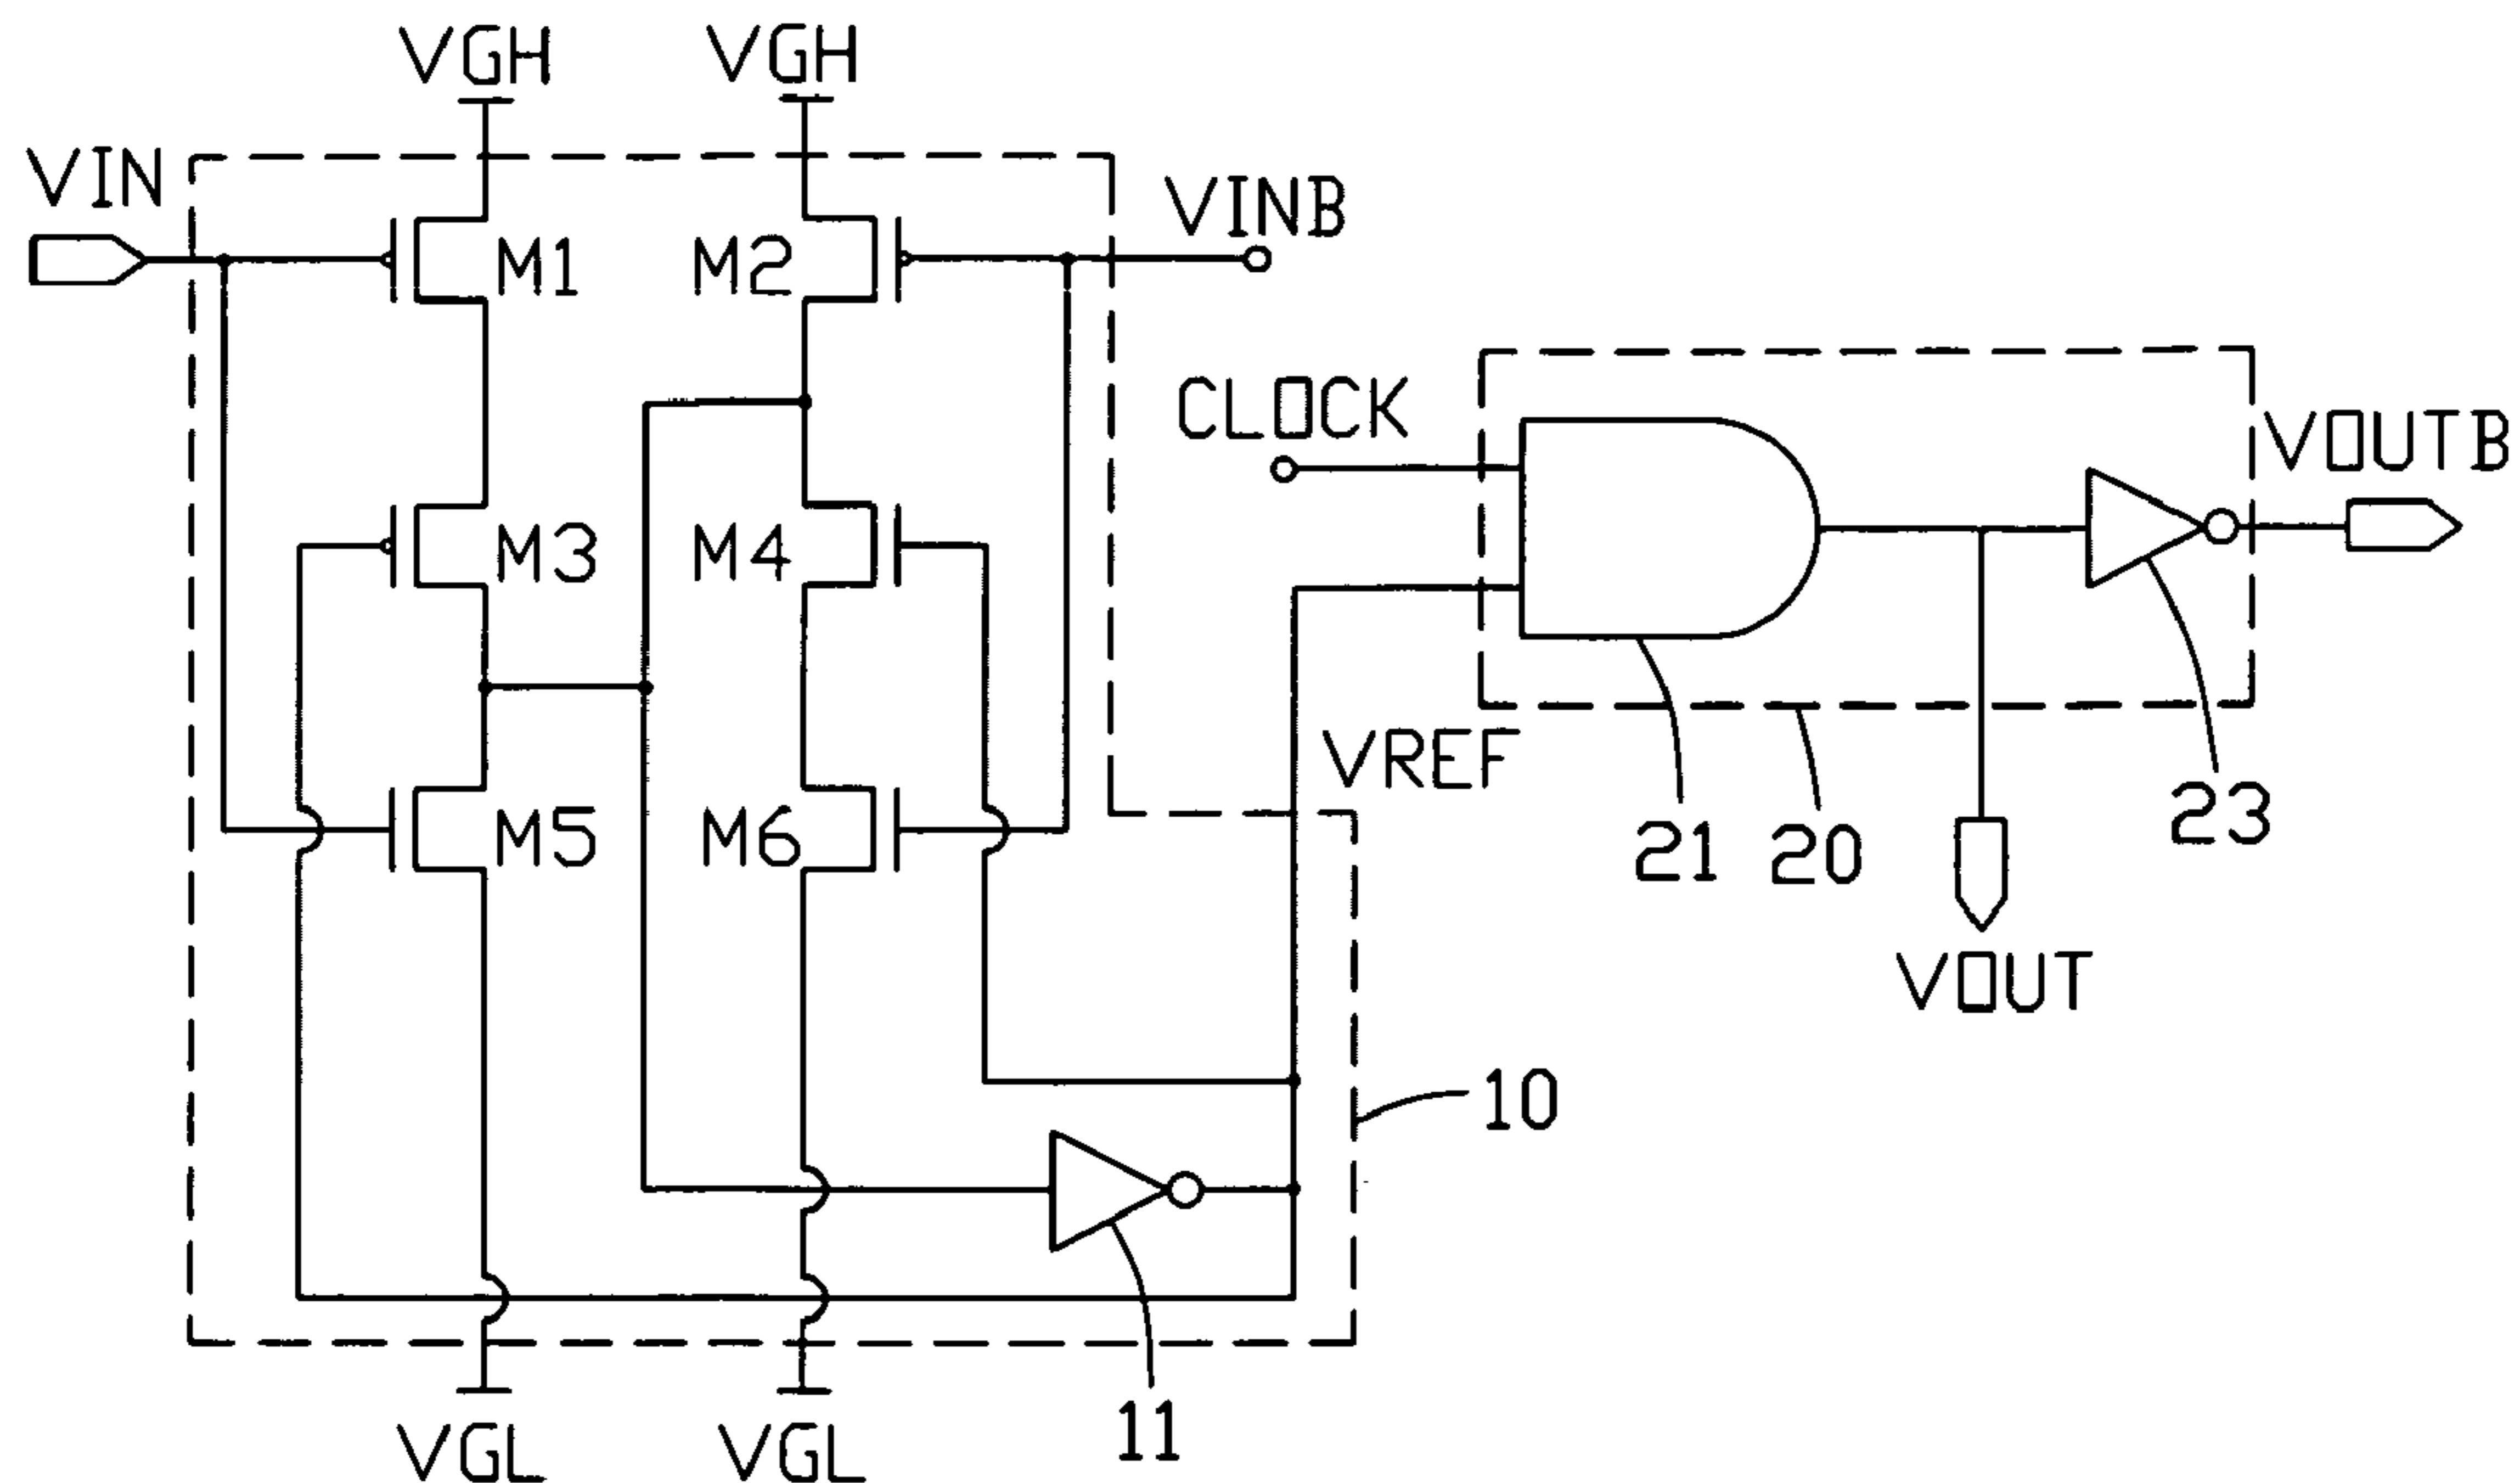 VGH
VGH
VIN
VINB
M1
M2
CLOCK
VOUTB
M3
M4
VREF
M5
M6
21
20
23
VOUT
10
11
VGL
VGL